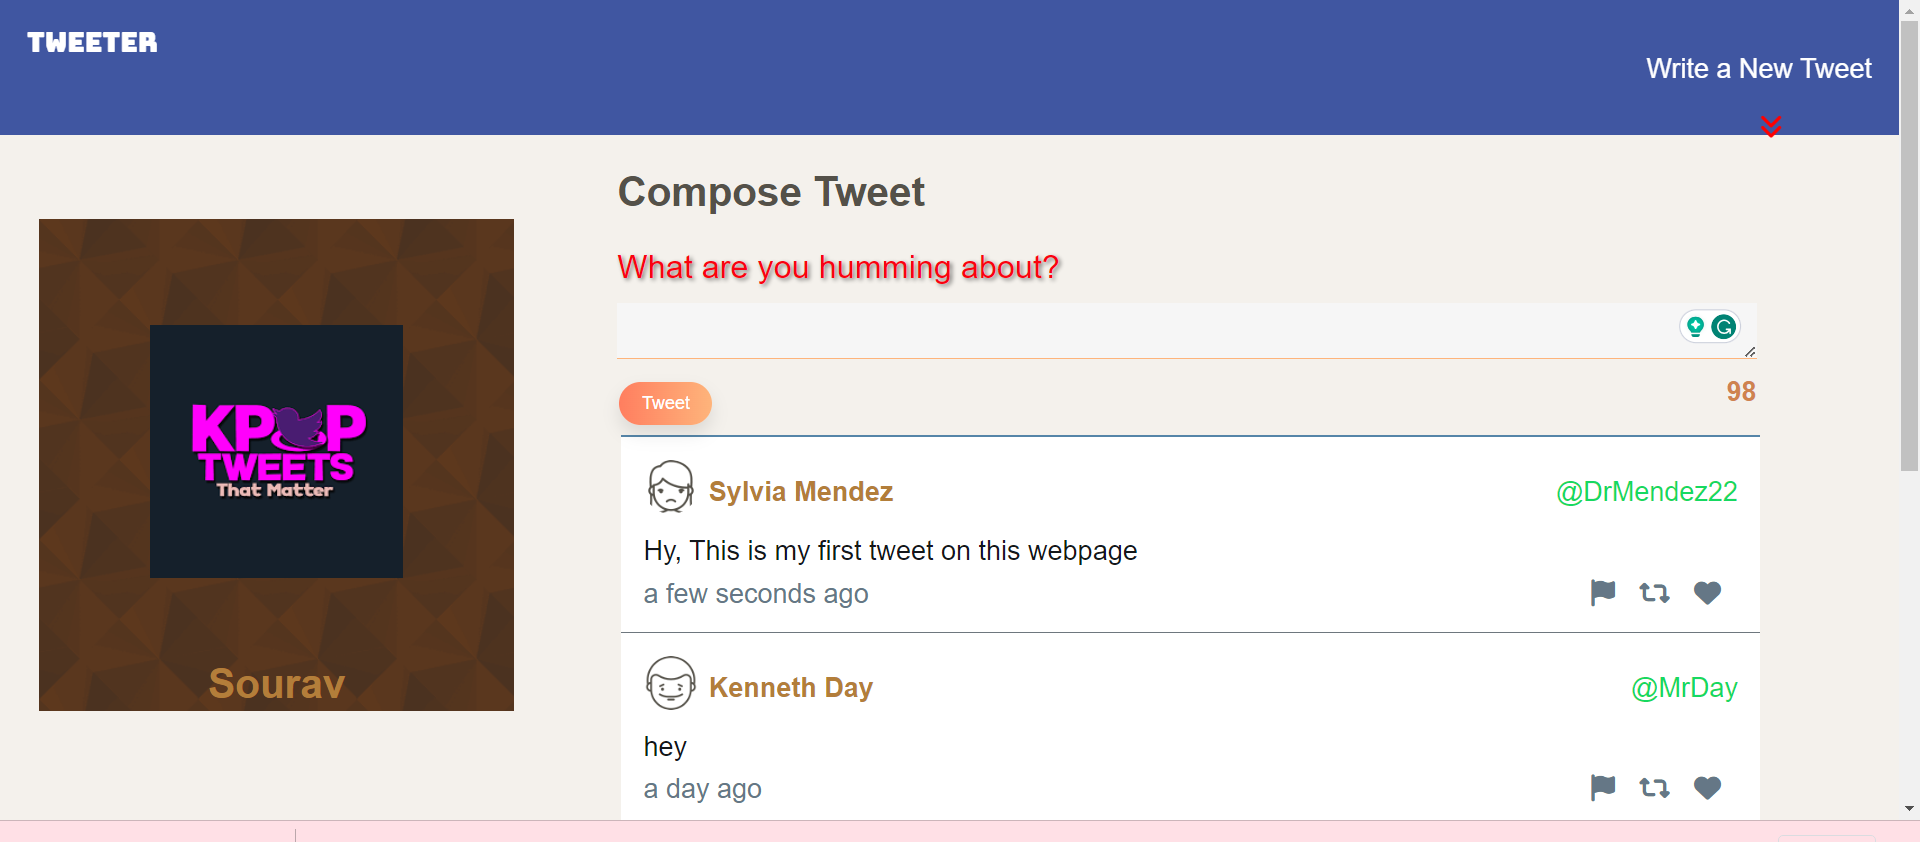 TWEETER
Write a New Tweet
Compose Tweet
What are you humming about?
Tweet
98
KPOP
TWEETS
That Matter
Sourav
Sylvia Mendez
@DrMendez22
Hy, This is my first tweet on this webpage
a few seconds ago
Kenneth Day
@MrDay
hey
a day ago